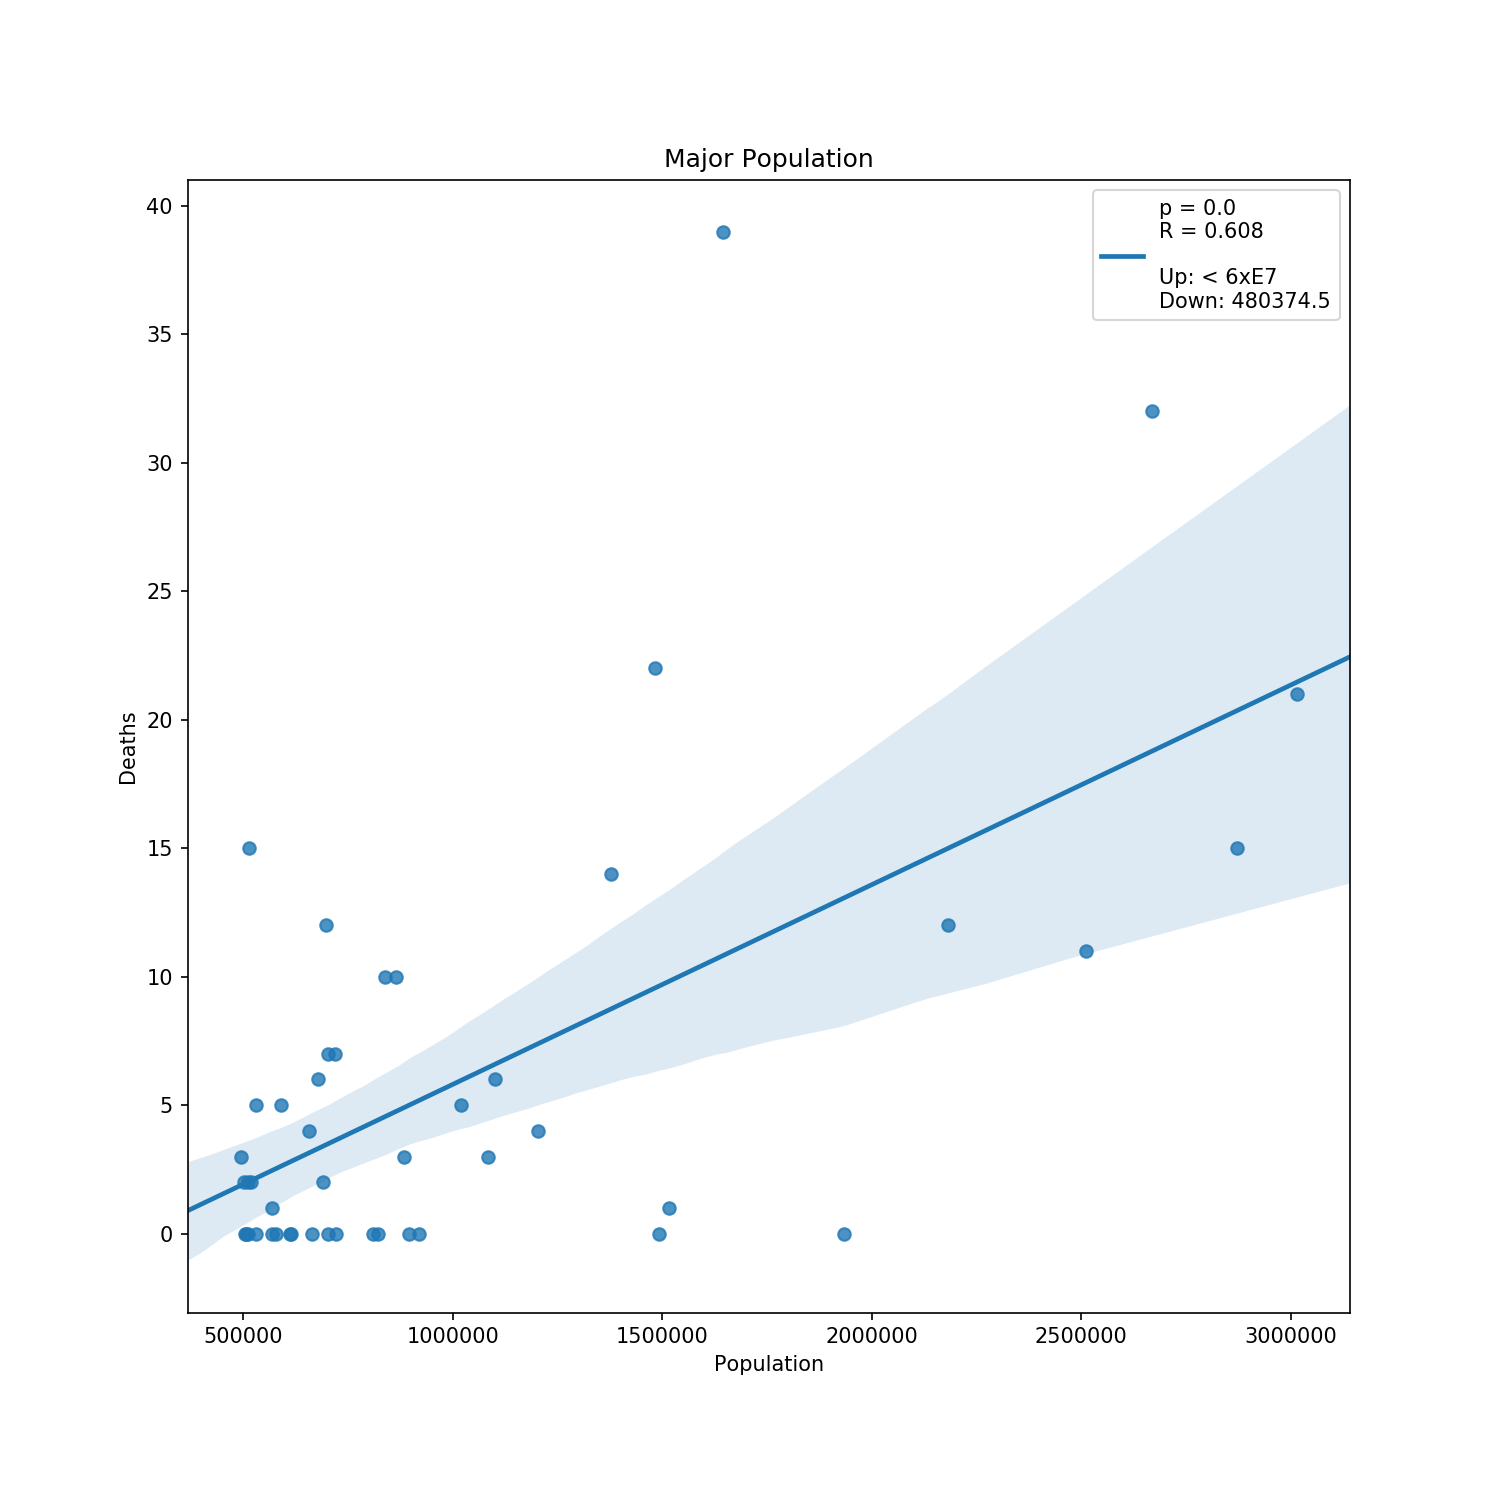 Major Population
p = 0.0
R = 0.608
Up: < 6xE7
Down: 480374.5
40
35
30
25
20
15
10
5
0
Deaths
500000
1000000
1500000
2000000
2500000
3000000
Population